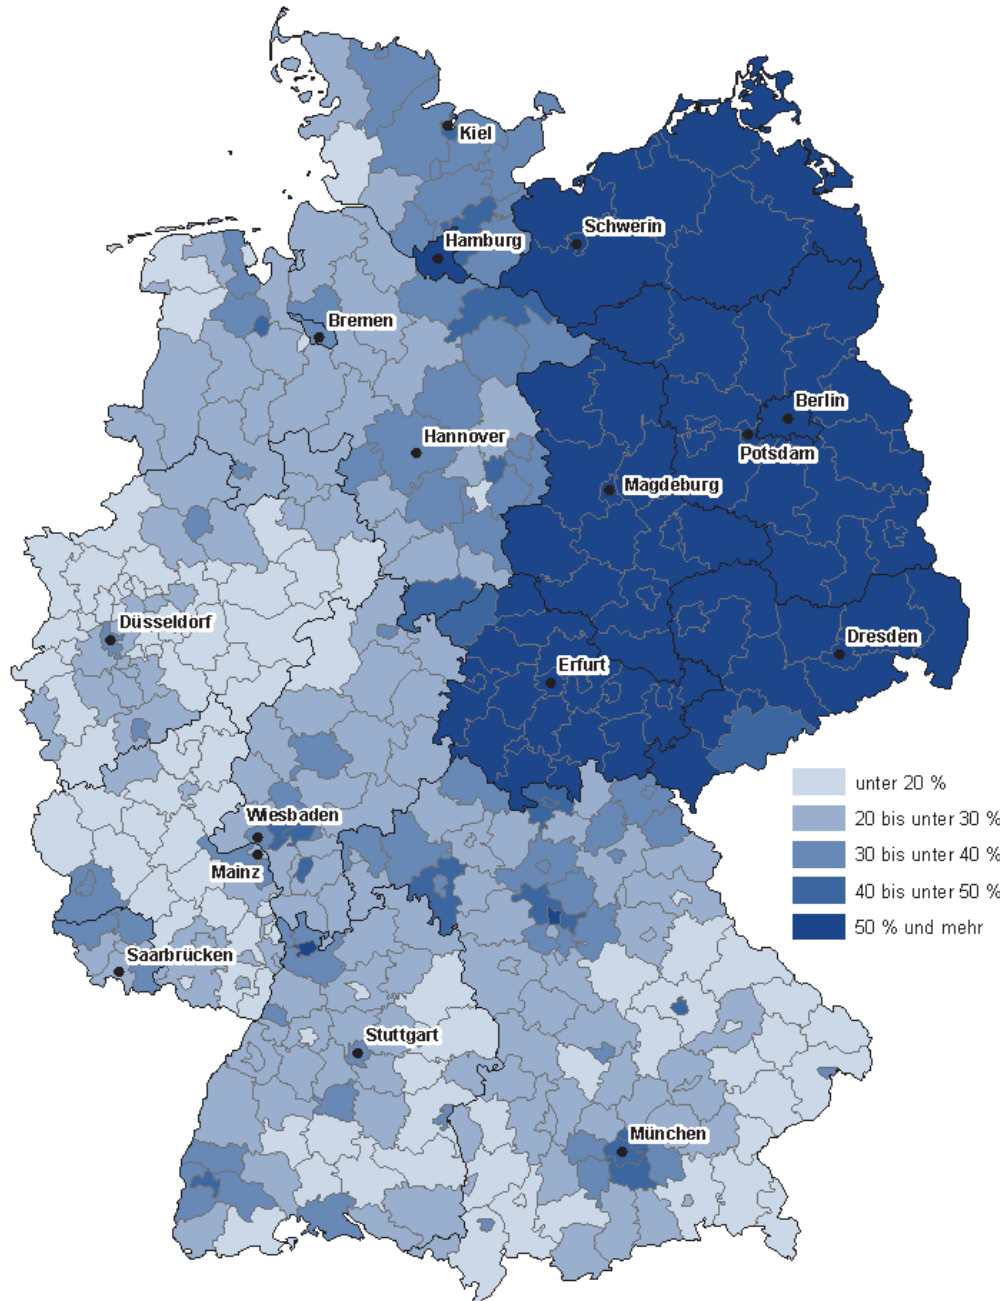 Kiel
Schwerin
Hamburg
Bremen
Berlin
Hannover
Potsdam
Magdeburg
Düsseldorf
Dresden
Erfurt
unter 20 %
Wiesbaden
20 bis unter 30 %
30 bis unter 40 %
Mainz
40 bis unter 50 %
50 % und mehr
Saarbrücken
Stuttgart
München